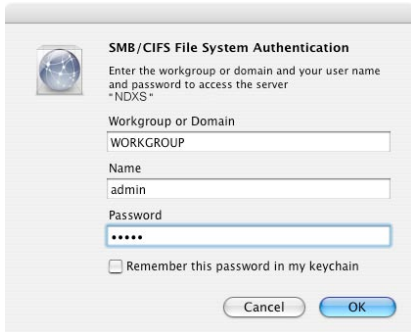 SMB/CIFS File System Authentication
Enter the workgroup or domain and your user name
and password to access the server
"NDXS"
Workgroup or Domain
WORKGROUP
Name
admin
Password
•••••
Remember this password in my keychain
Cancel
OK